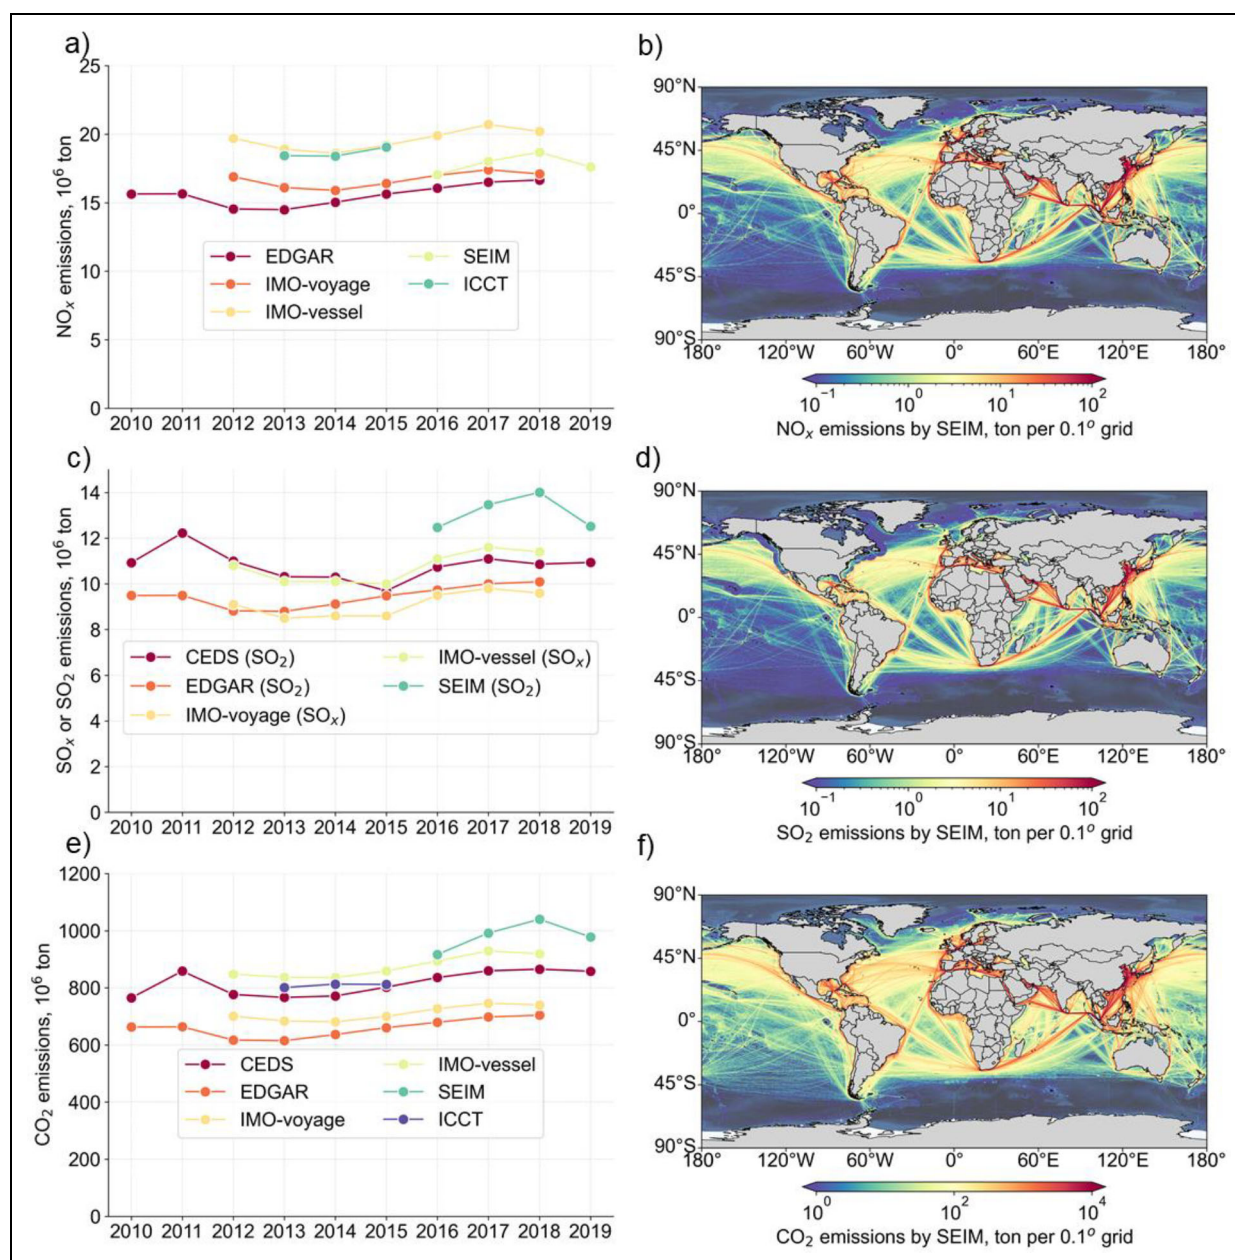 a)
NOₓ emissions, 10⁶ ton
25
20
15
10
5
0
2010 2011 2012 2013 2014 2015 2016 2017 2018 2019
EDGAR
IMO-voyage
IMO-vessel
SEIM
ICCT
b)
90°N
45°N
0°
45°S
90°S
180° 120°W 60°W 0° 60°E 120°E 180°
10⁻¹ 10⁰ 10¹ 10²
NOₓ emissions by SEIM, ton per 0.1° grid
c)
SOₓ or SO₂ emissions, 10⁶ ton
14
12
10
8
6
4
2
0
2010 2011 2012 2013 2014 2015 2016 2017 2018 2019
CEDS (SO₂)
EDGAR (SO₂)
IMO-voyage (SOₓ)
IMO-vessel (SOₓ)
SEIM (SO₂)
d)
90°N
45°N
0°
45°S
90°S
180° 120°W 60°W 0° 60°E 120°E 180°
10⁻¹ 10⁰ 10¹ 10²
SO₂ emissions by SEIM, ton per 0.1° grid
e)
CO₂ emissions, 10⁶ ton
1200
1000
800
600
400
200
0
2010 2011 2012 2013 2014 2015 2016 2017 2018 2019
CEDS
EDGAR
IMO-voyage
IMO-vessel
SEIM
ICCT
f)
90°N
45°N
0°
45°S
90°S
180° 120°W 60°W 0° 60°E 120°E 180°
10⁰ 10² 10⁴
CO₂ emissions by SEIM, ton per 0.1° grid